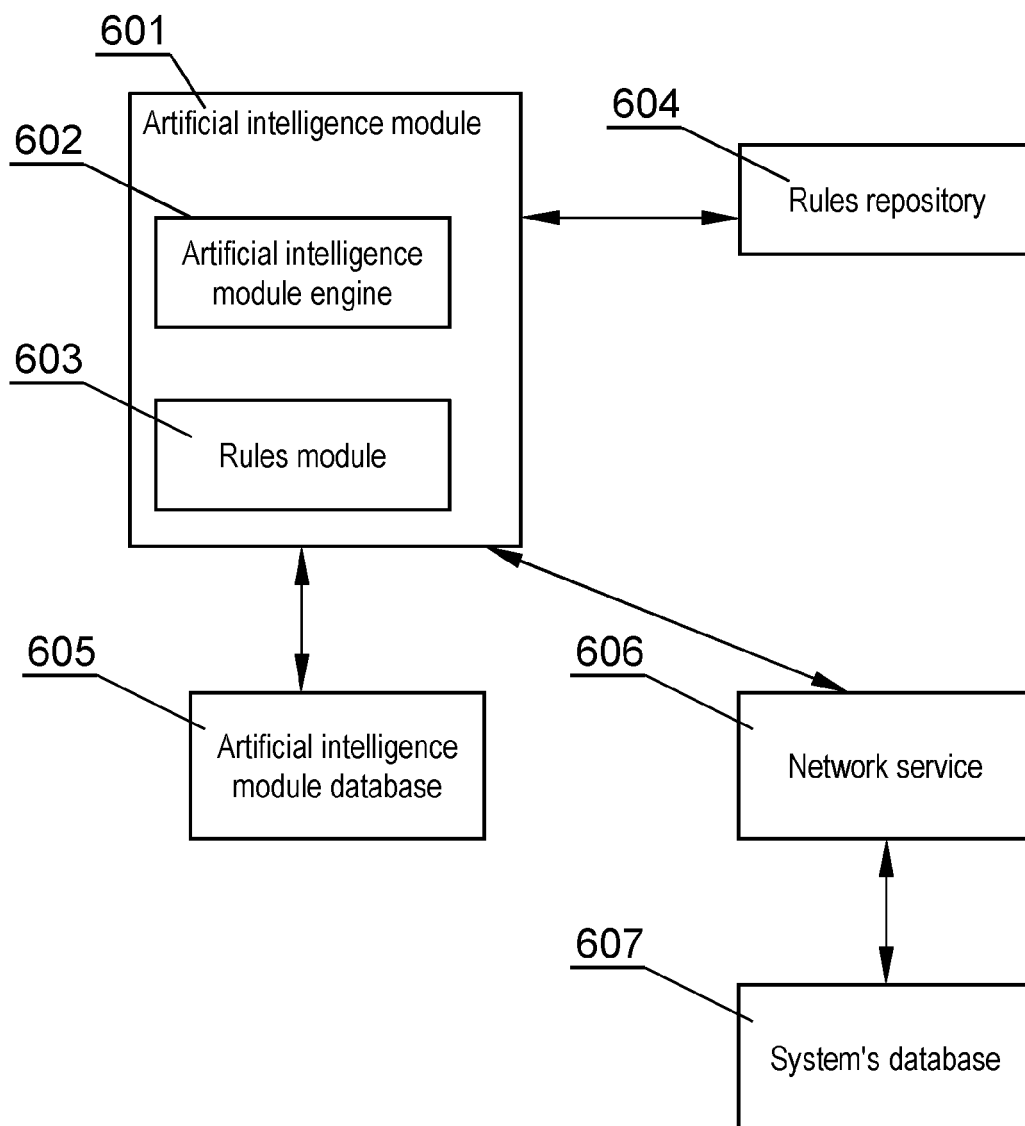 601
Artificial intelligence module
602
Artificial intelligence
module engine
603
Rules module
604
Rules repository
605
Artificial intelligence
module database
606
Network service
607
System's database